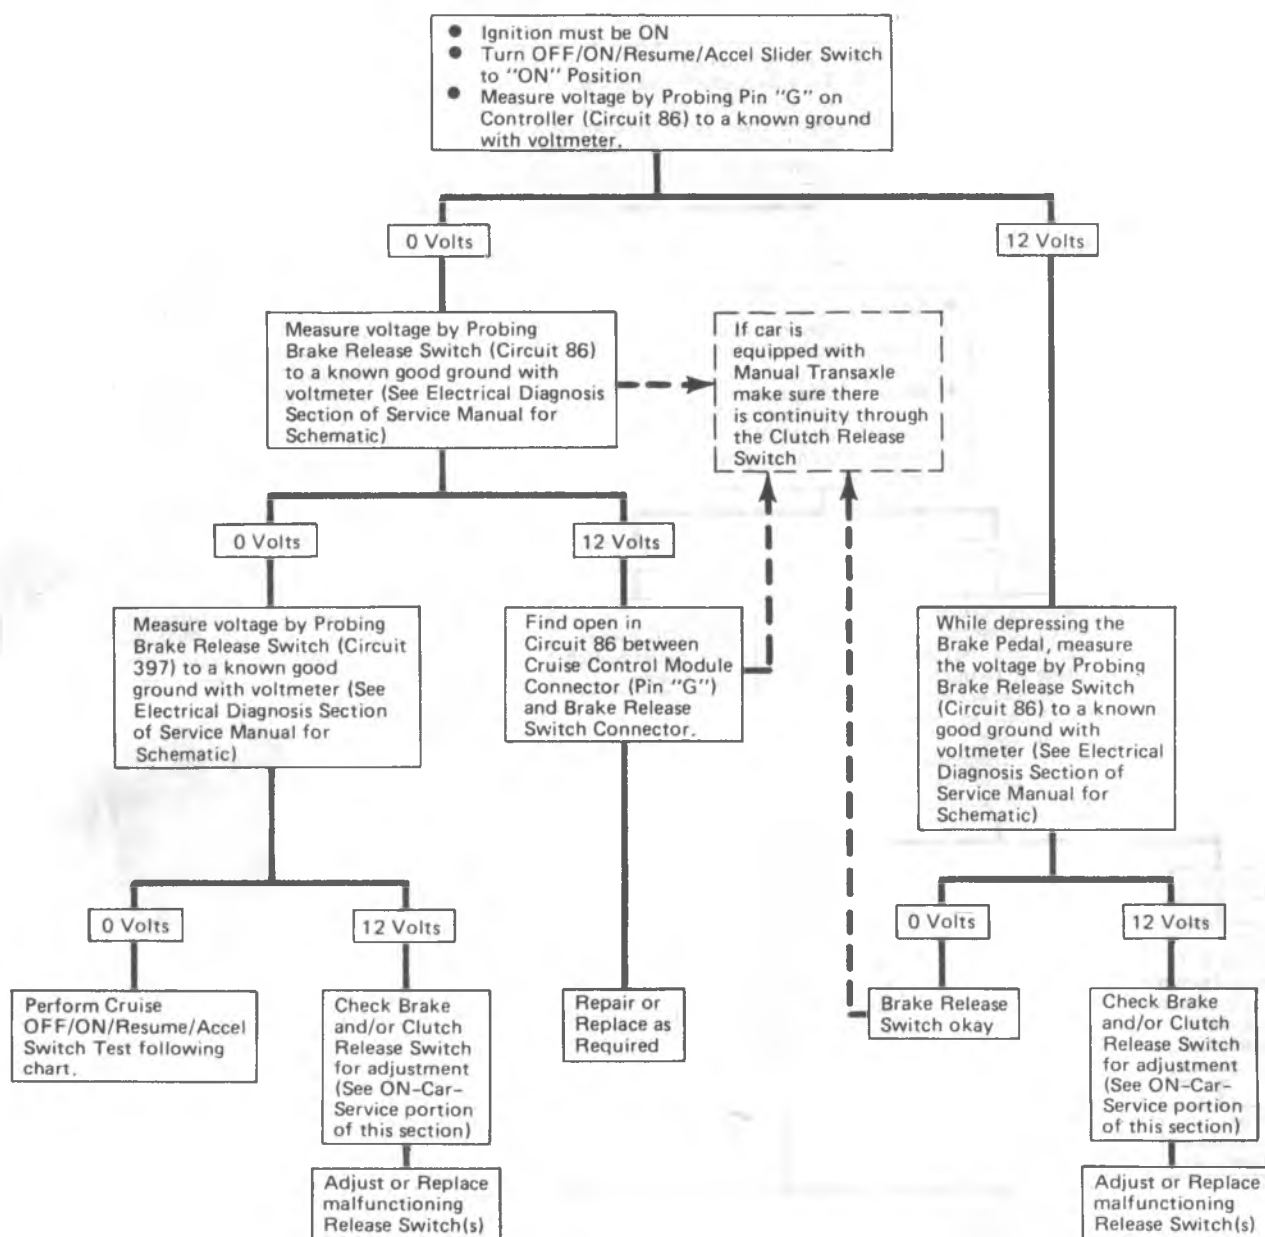 ● Ignition must be ON
● Turn OFF/ON/Resume/Accel Slider Switch
to "ON" Position
● Measure voltage by Probing Pin "G" on
Controller (Circuit 86) to a known ground
with voltmeter.
0 Volts
12 Volts
Measure voltage by Probing
Brake Release Switch (Circuit 86)
to a known good ground with
voltmeter (See Electrical Diagnosis
Section of Service Manual for
Schematic)
If car is
equipped with
Manual Transaxle
make sure there
is continuity through
the Clutch Release
Switch
0 Volts
12 Volts
Measure voltage by Probing
Brake Release Switch (Circuit
397) to a known good
ground with voltmeter (See
Electrical Diagnosis Section
of Service Manual for
Schematic)
Find open in
Circuit 86 between
Cruise Control Module
Connector (Pin "G")
and Brake Release
Switch Connector.
While depressing the
Brake Pedal, measure
the voltage by Probing
Brake Release Switch
(Circuit 86) to a known
good ground with
voltmeter (See Electrical
Diagnosis Section of
Service Manual for
Schematic)
0 Volts
12 Volts
0 Volts
12 Volts
Perform Cruise
OFF/ON/Resume/Accel
Switch Test following
chart.
Check Brake
and/or Clutch
Release Switch
for adjustment
(See ON-Car-
Service portion
of this section)
Repair or
Replace as
Required
Brake Release
Switch okay
Check Brake
and/or Clutch
Release Switch
for adjustment
(See ON-Car-
Service portion
of this section)
Adjust or Replace
malfunctioning
Release Switch(s)
Adjust or Replace
malfunctioning
Release Switch(s)